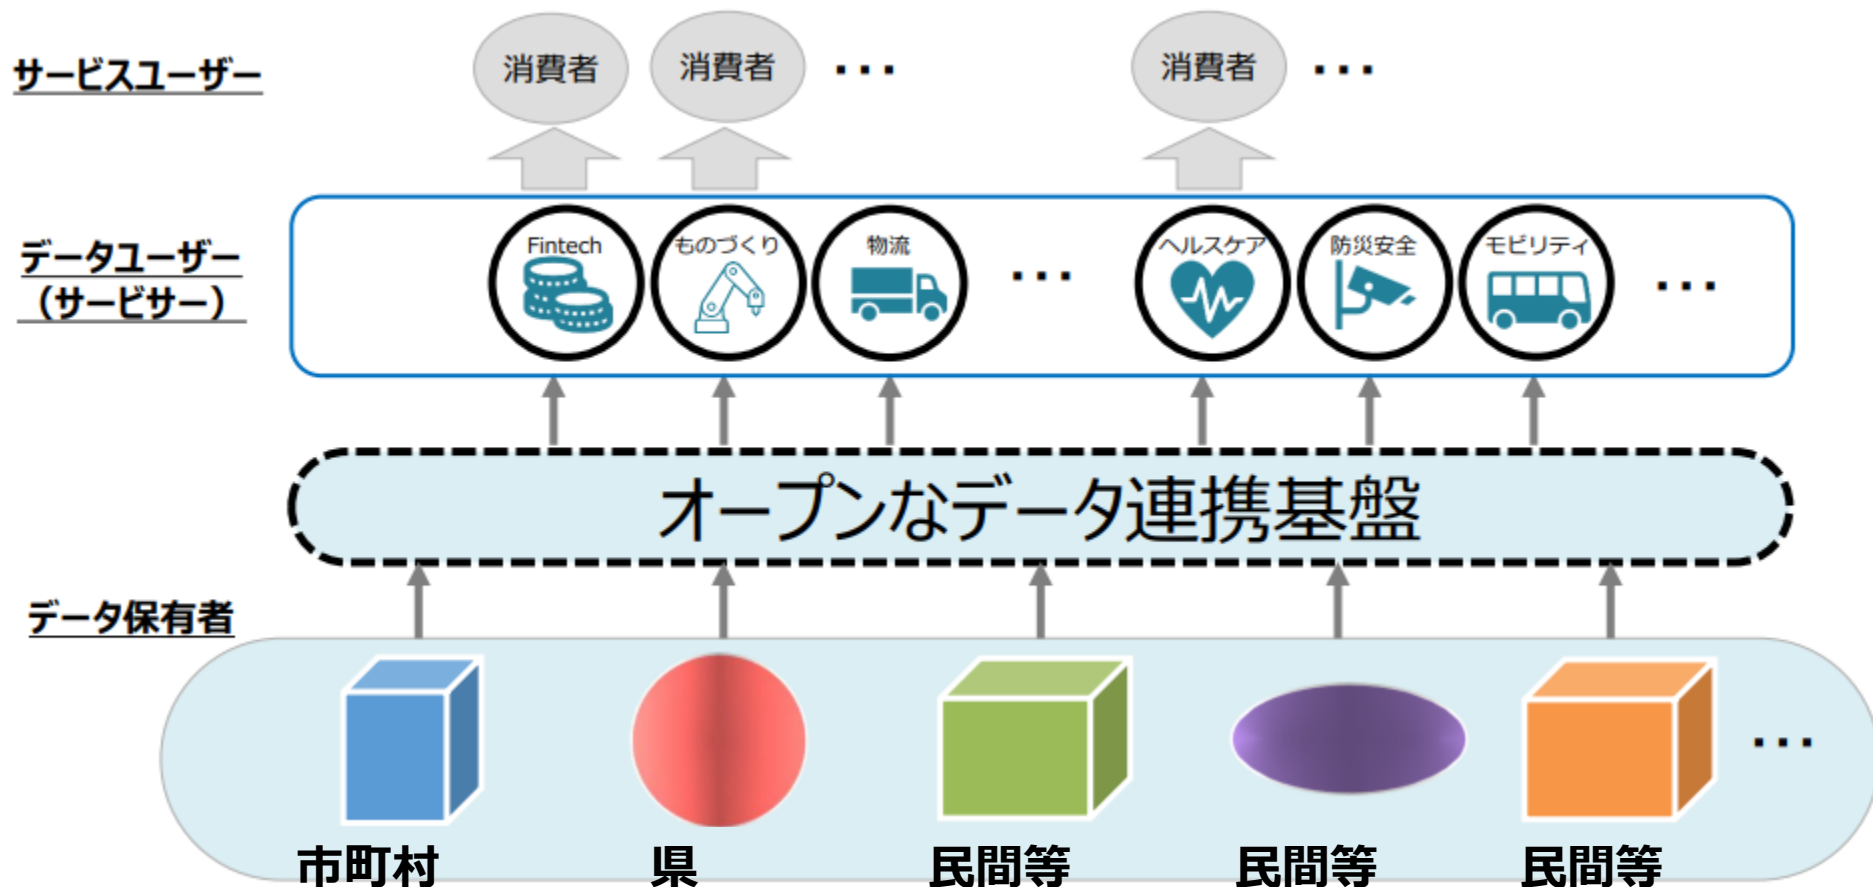 サービスユーザー
消費者
消費者
・・・
消費者
・・・
データユーザー
（サービサー）
Fintech
ものづくり
物流
・・・
ヘルスケア
防災安全
モビリティ
・・・
オープンなデータ連携基盤
データ保有者
・・・
市町村
県
民間等
民間等
民間等